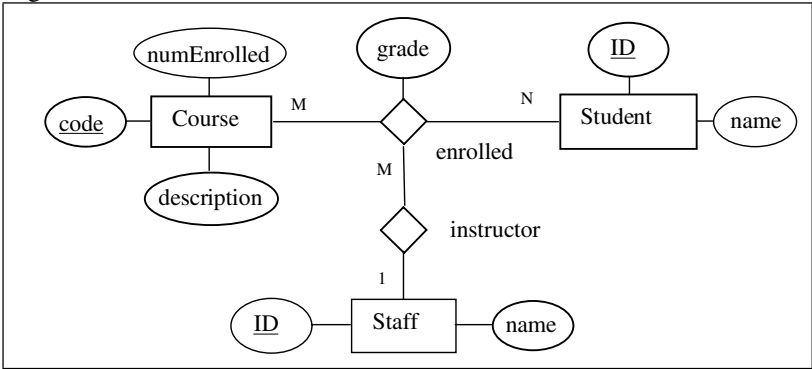 numEnrolled
grade
ID
code
Course
M
N
Student
name
enrolled
description
M
instructor
1
ID
Staff
name